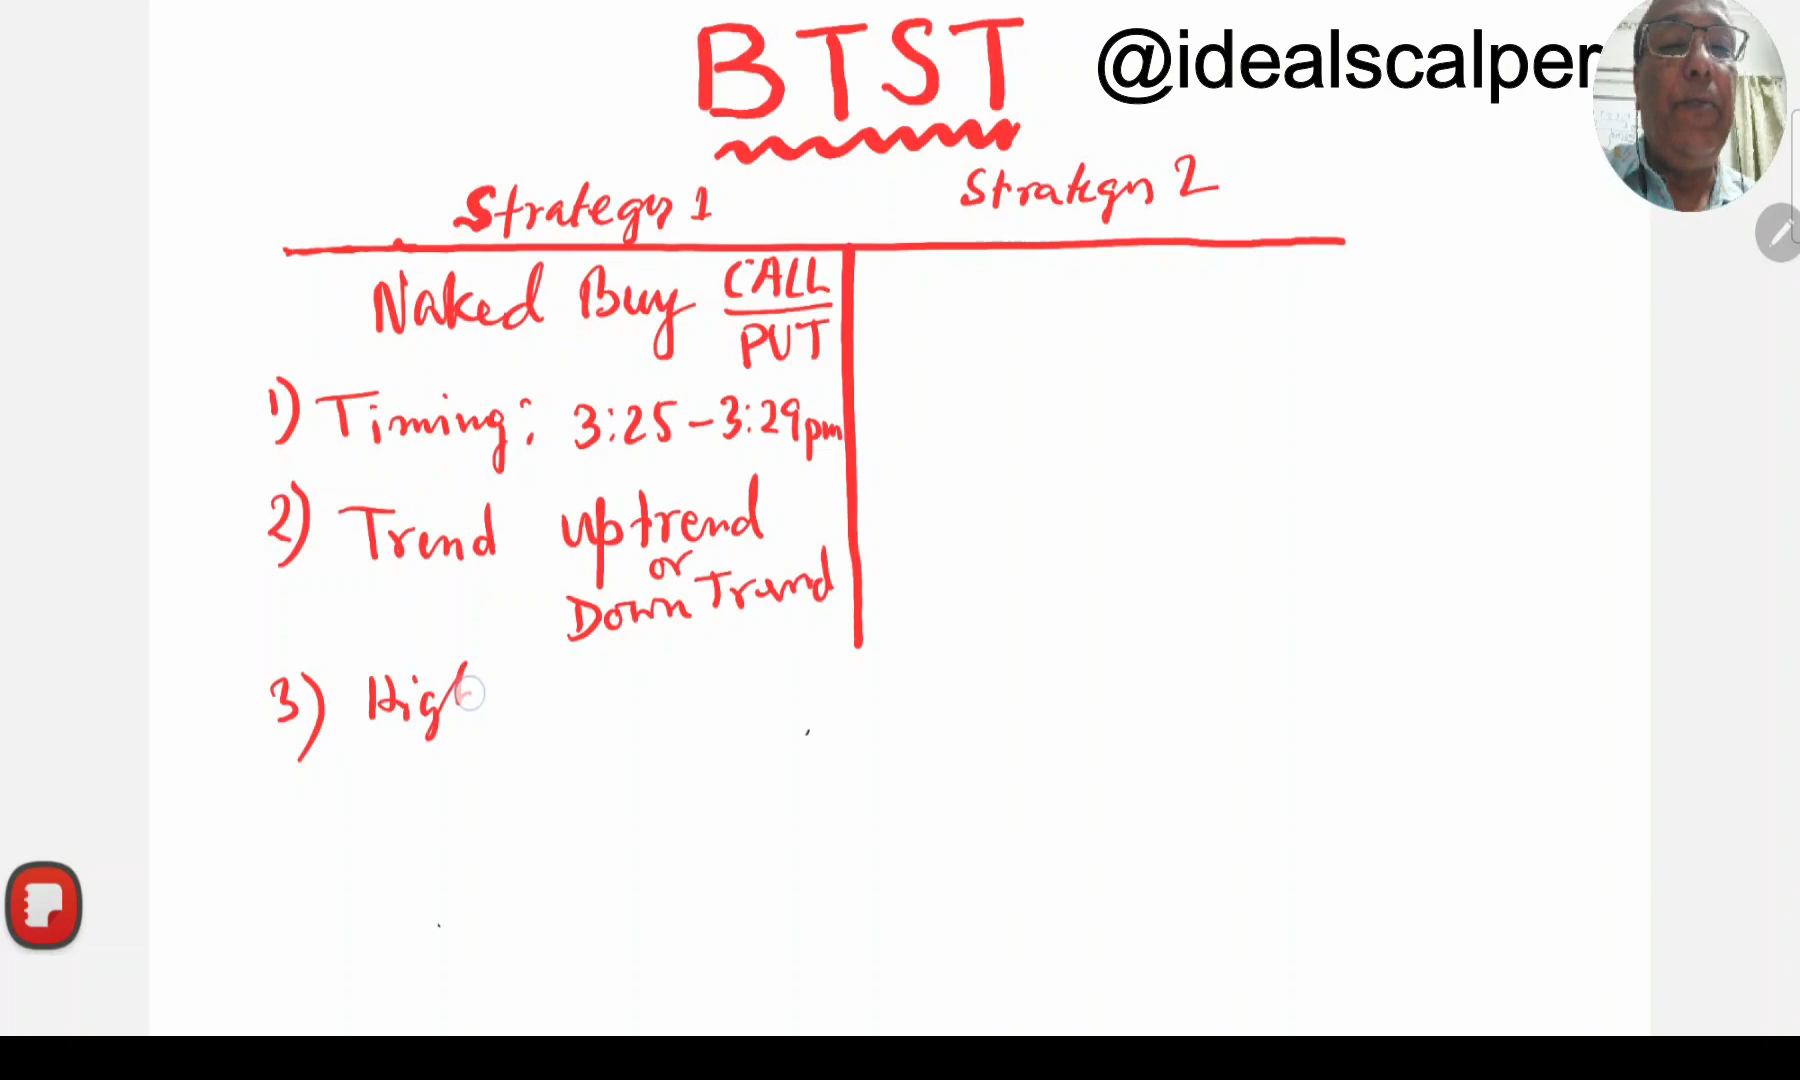 BTST @idealscalper
Strategy 1
Strategy 2
Naked Buy CALL
PUT
1) Timing: 3:25-3:29pm
2) Trend uptrend
or
Down Trend
3) High